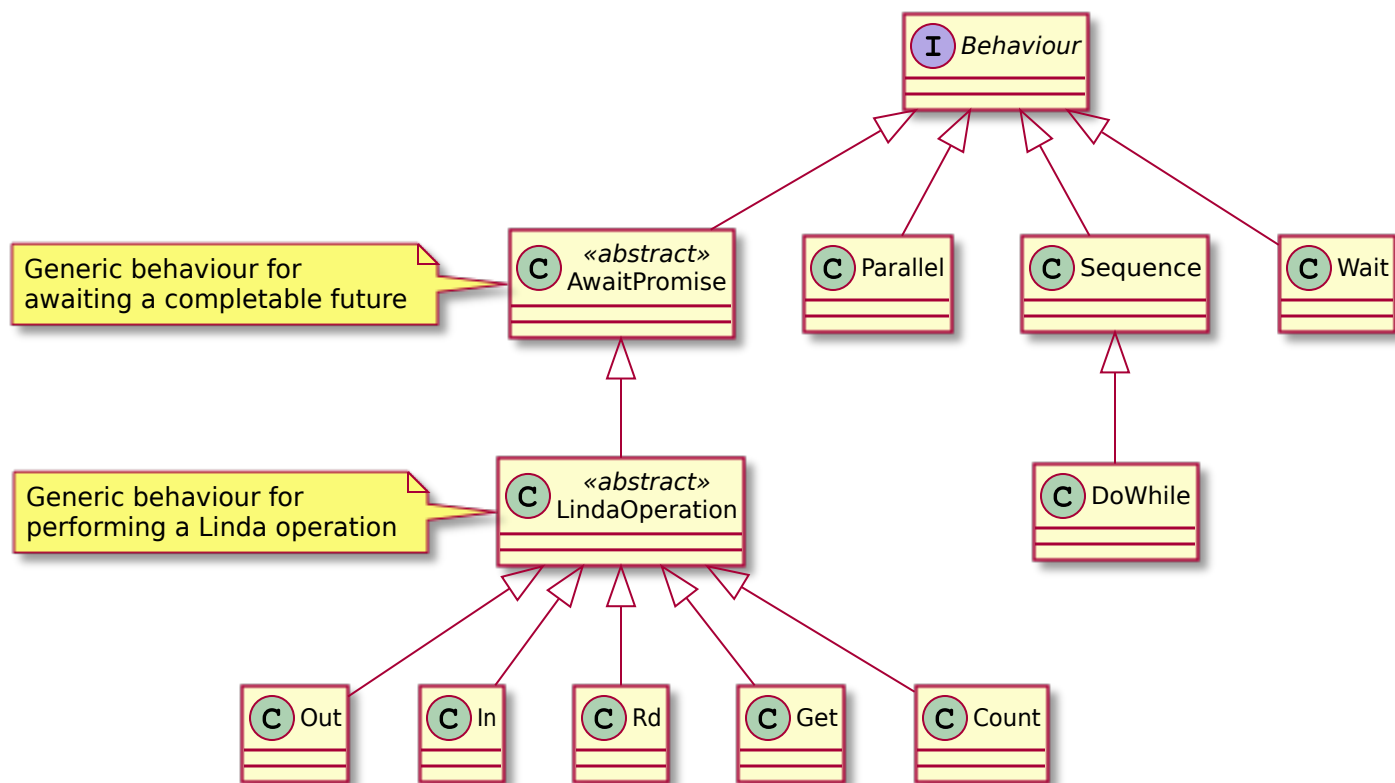 I Behaviour
Generic behaviour for
awaiting a completable future
C «abstract»
AwaitPromise
C Parallel
C Sequence
C Wait
Generic behaviour for
performing a Linda operation
C «abstract»
LindaOperation
C DoWhile
C Out
C In
C Rd
C Get
C Count